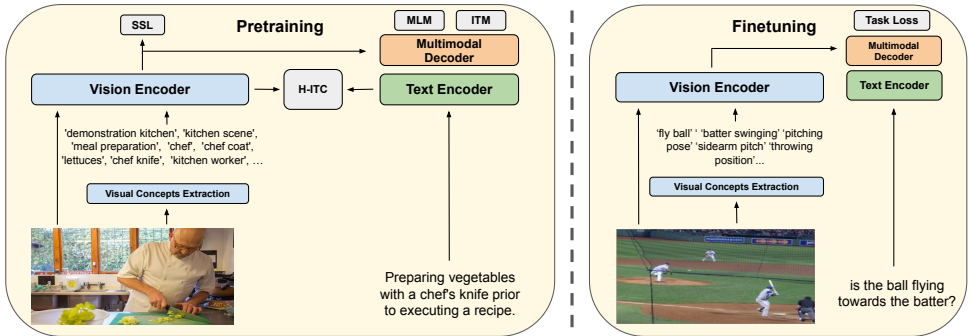 Pretraining
SSL
MLM
ITM
Multimodal
Decoder
Vision Encoder
H-ITC
Text Encoder
'demonstration kitchen', 'kitchen scene',
'meal preparation', 'chef', 'chef coat',
'lettuces', 'chef knife', 'kitchen worker', ...
Visual Concepts Extraction
Preparing vegetables
with a chef's knife prior
to executing a recipe.
Finetuning
Task Loss
Multimodal
Decoder
Vision Encoder
Text Encoder
'fly ball' ' 'batter swinging' 'pitching
pose' 'sidearm pitch' 'throwing
position'...
Visual Concepts Extraction
MasterCard
is the ball flying
towards the batter?